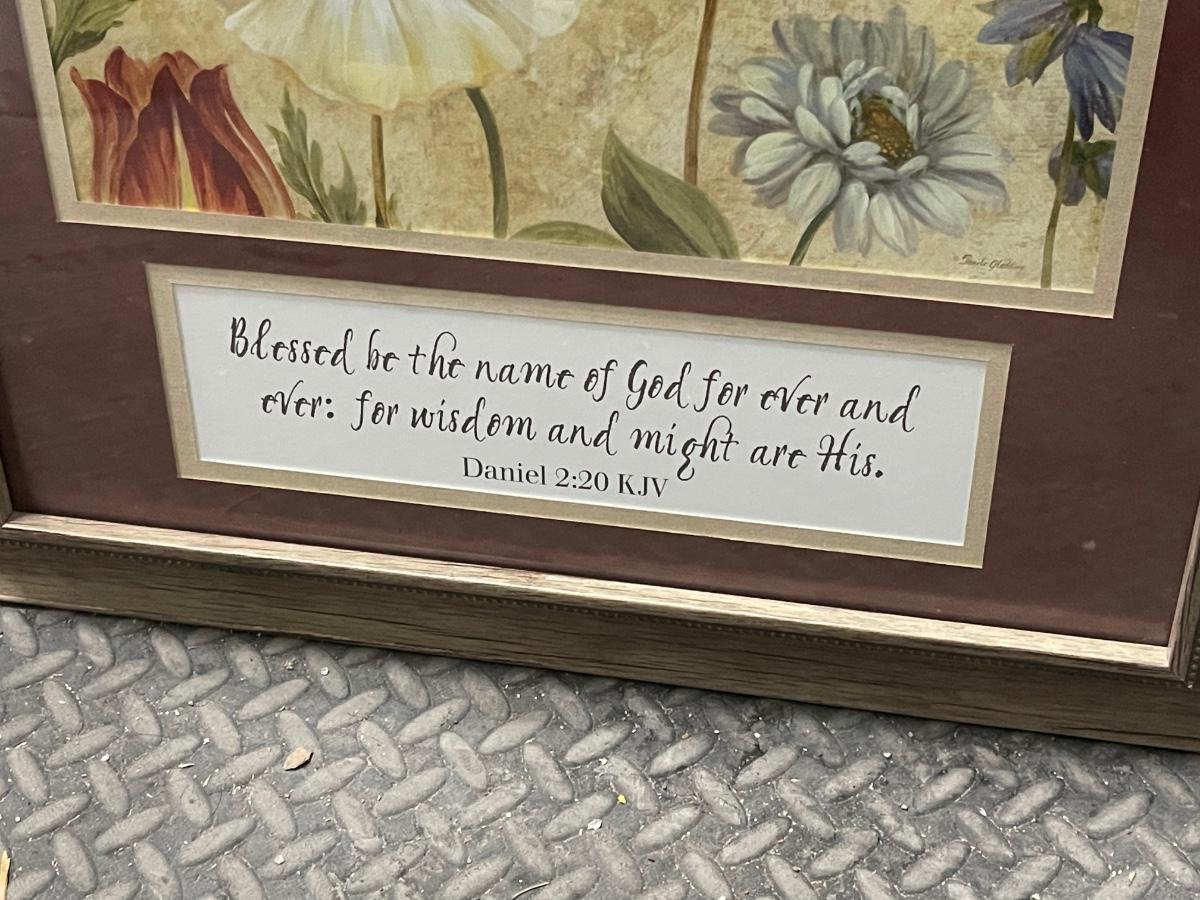 Blessed be the name of God for ever and
ever: for wisdom and might are His.
Daniel 2:20 KJV